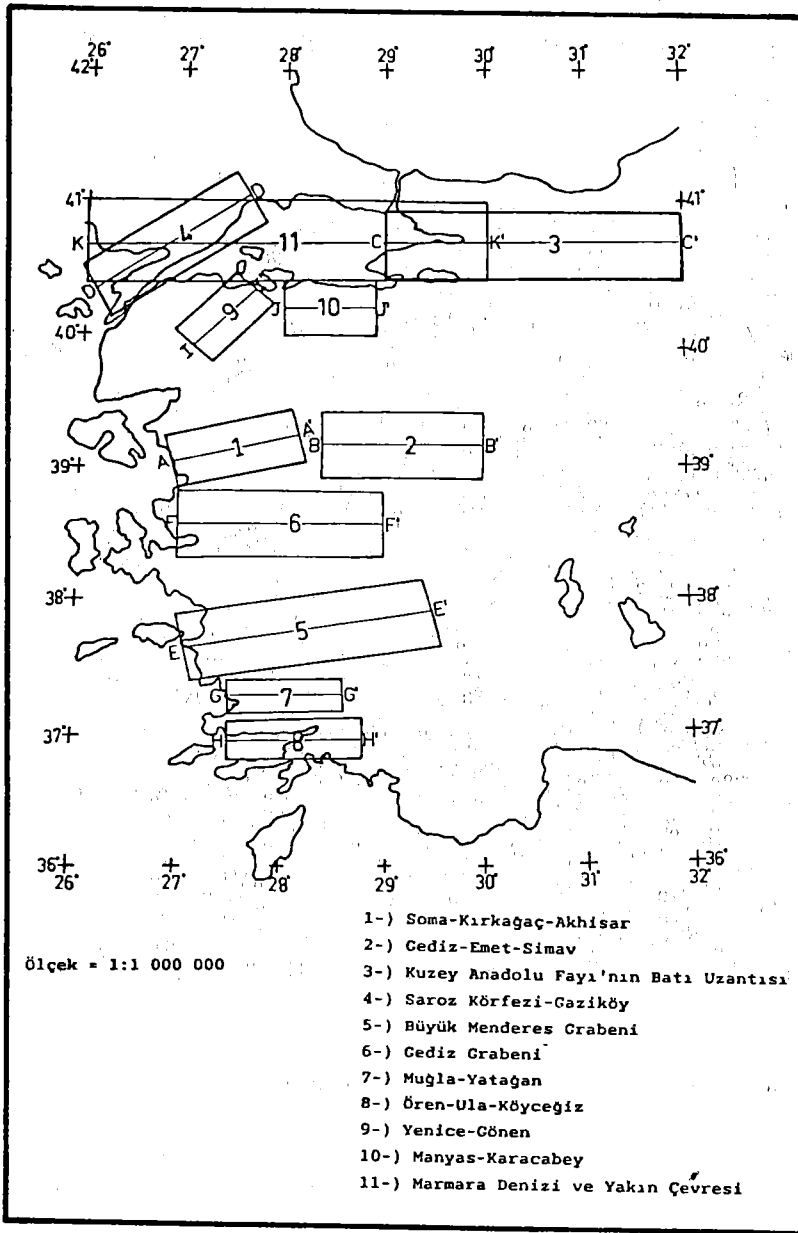 26° 27° 28° 29° 30° 31° 32°
42°
41° 41°
D
4
K 11 C K' 3 C'
D
9 J 10 J'
40° 40°
I
A 1 A' B 2 B'
39° 39°
F 6 F'
38° 38°
E 5 E'
G 7 G'
37° 37°
H 8 H'
36° 36°
26° 27° 28° 29° 30° 31° 32°
1-) Soma-Kırkağaç-Akhisar
2-) Gediz-Emet-Simav
Ölçek = 1:1 000 000
3-) Kuzey Anadolu Fayı'nın Batı Uzantısı
4-) Saroz Körfezi-Gaziköy
5-) Büyük Menderes Grabeni
6-) Gediz Grabeni
7-) Muğla-Yatağan
8-) Ören-Ula-Köyceğiz
9-) Yenice-Gönen
10-) Manyas-Karacabey
11-) Marmara Denizi ve Yakın Çevresi